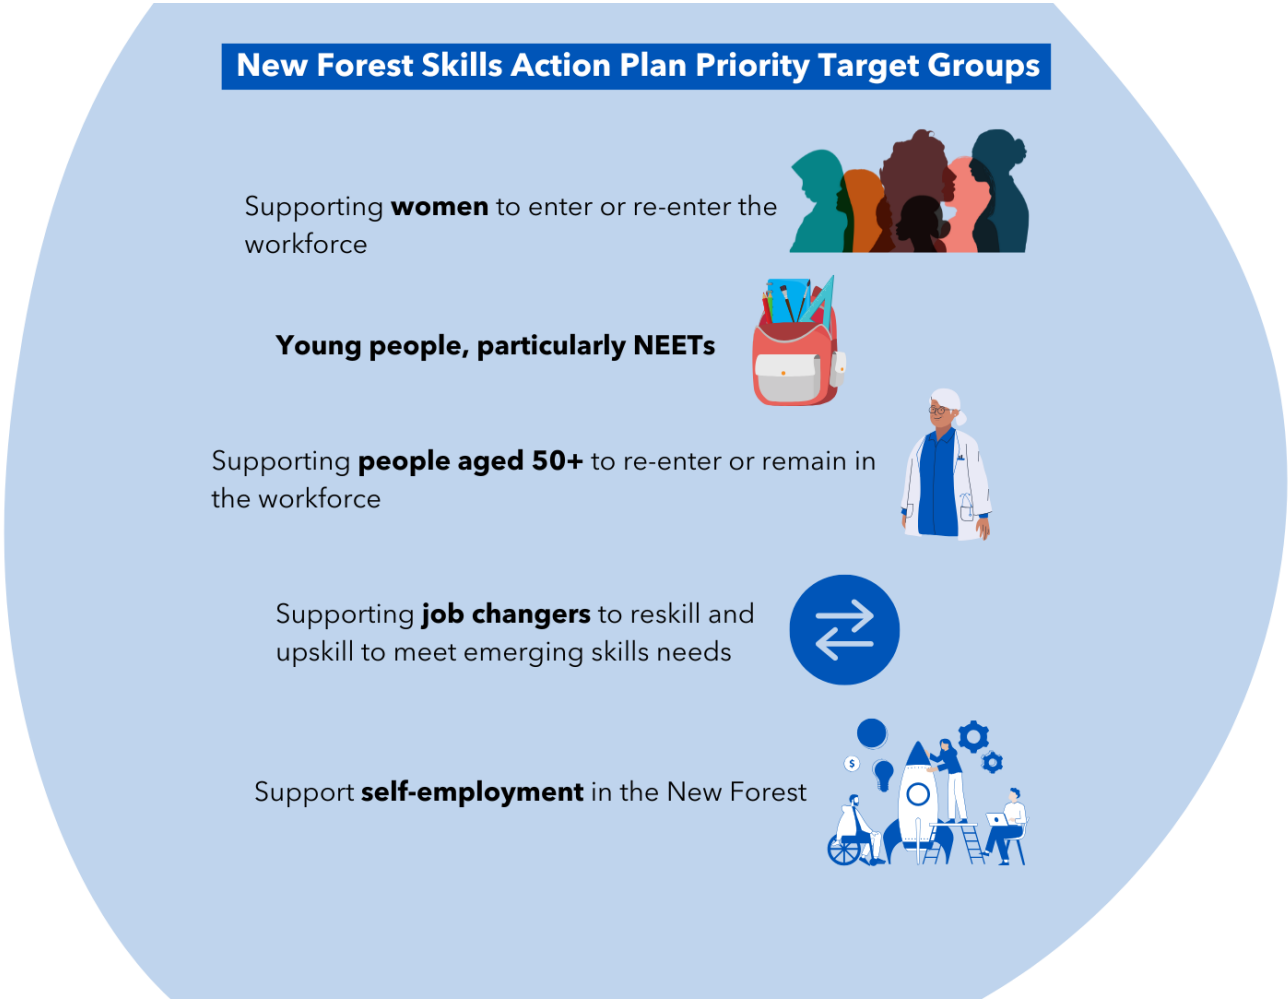 New Forest Skills Action Plan Priority Target Groups
Supporting women to enter or re-enter the
workforce
Young people, particularly NEETs
Supporting people aged 50+ to re-enter or remain in
the workforce
Supporting job changers to reskill and
upskill to meet emerging skills needs
$
Support self-employment in the New Forest